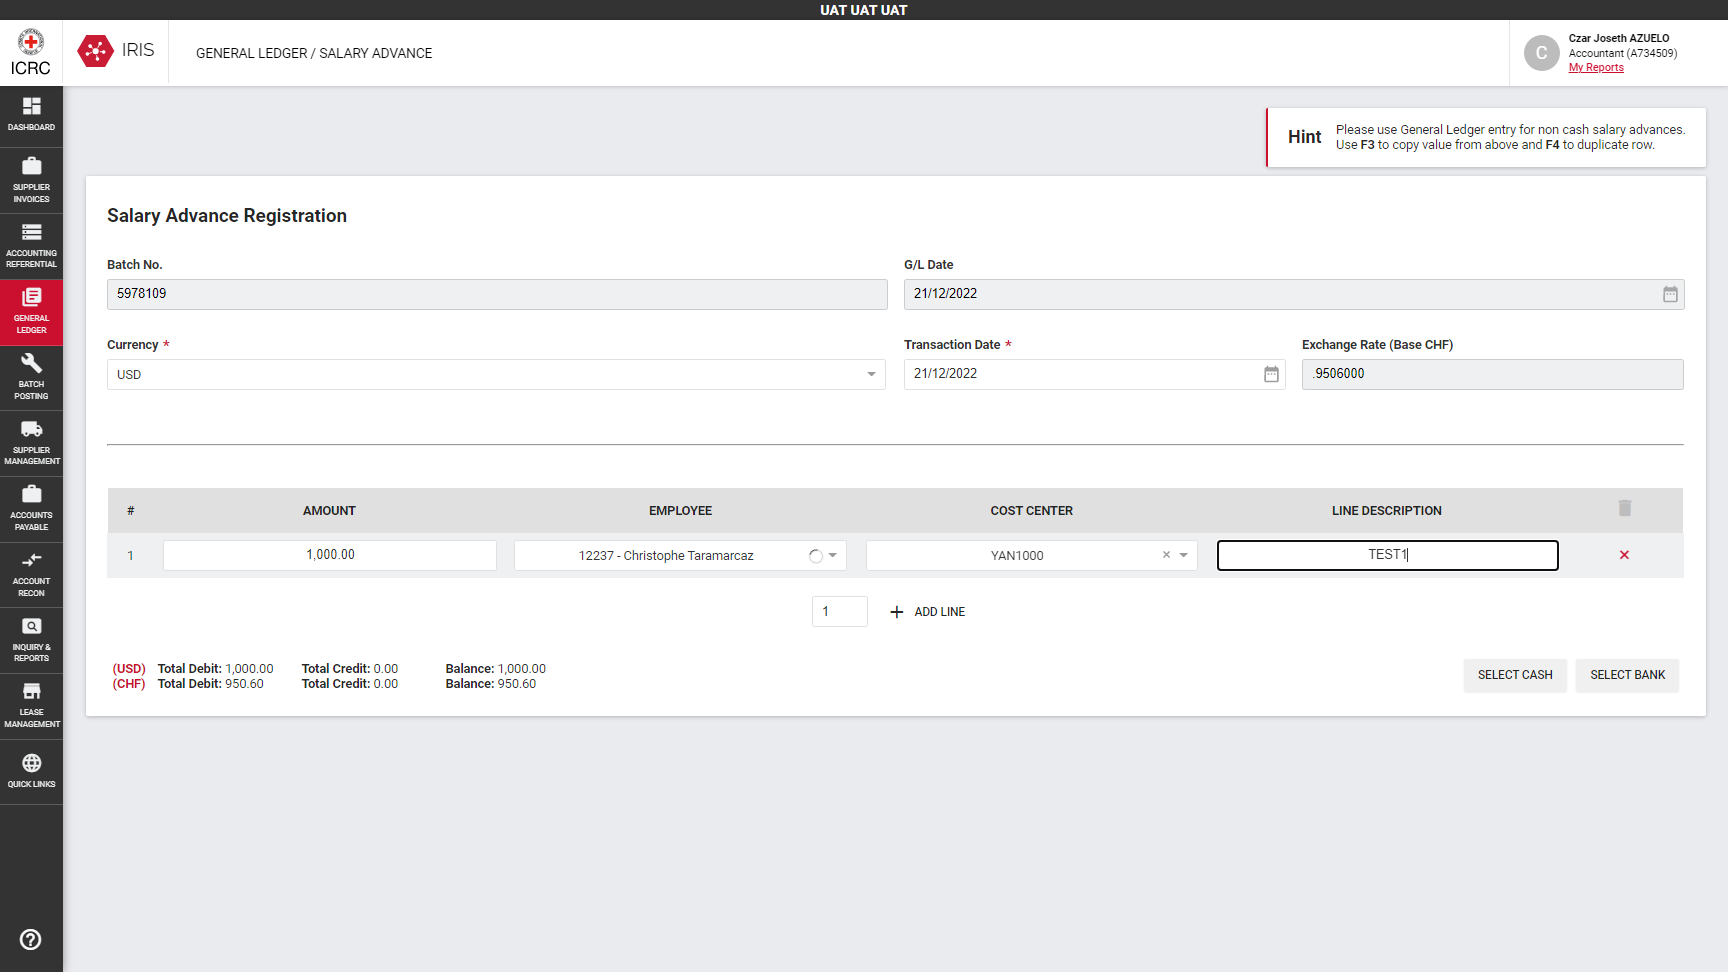 UAT UAT UAT
ICRC
IRIS
GENERAL LEDGER / SALARY ADVANCE
C
Czar Joseth AZUELO
Accountant (A734509)
My Reports
DASHBOARD
SUPPLIER
INVOICES
ACCOUNTING
REFERENTIAL
GENERAL
LEDGER
BATCH
POSTING
SUPPLIER
MANAGEMENT
ACCOUNTS
PAYABLE
ACCOUNT
RECON
INQUIRY &
REPORTS
LEASE
MANAGEMENT
QUICK LINKS
Hint
Please use General Ledger entry for non cash salary advances.
Use F3 to copy value from above and F4 to duplicate row.
Salary Advance Registration
Batch No.
G/L Date
5978109
21/12/2022
Currency *
Transaction Date *
Exchange Rate (Base CHF)
USD
21/12/2022
.9506000
# AMOUNT EMPLOYEE COST CENTER LINE DESCRIPTION
1 1,000.00 12237 - Christophe Taramarcaz YAN1000 × TEST1 ×
1 + ADD LINE
(USD) Total Debit: 1,000.00 Total Credit: 0.00 Balance: 1,000.00
(CHF) Total Debit: 950.60 Total Credit: 0.00 Balance: 950.60
SELECT CASH
SELECT BANK